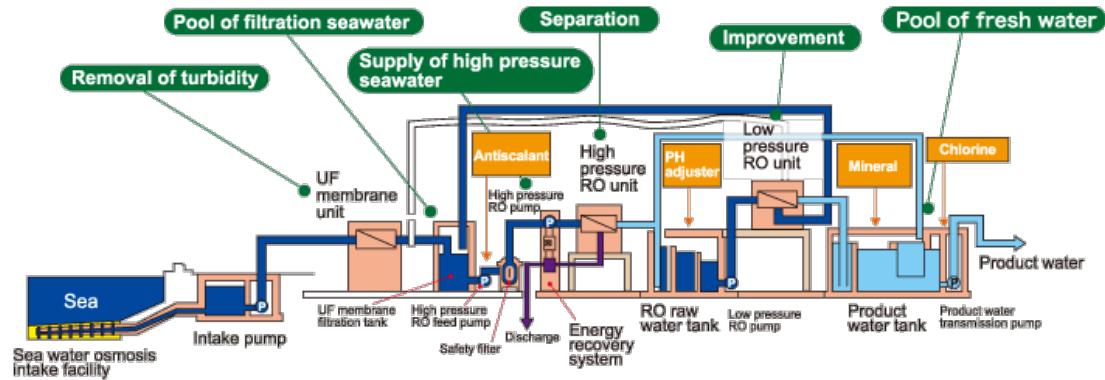 Pool of filtration seawater
Separation
Improvement
Pool of fresh water
Removal of turbidity
Supply of high pressure
seawater
Antiscalant
High pressure
RO pump
High
pressure
RO unit
Low
pressure
RO unit
PH
adjuster
Mineral
Chlorine
UF
membrane
unit
P
P
P
P
P
Sea
Product water
Intake pump
UF membrane
filtration tank
High pressure
RO feed pump
Safety filter
Discharge
Energy
recovery
system
RO raw
water tank
Low pressure
RO pump
Product
water tank
Product water
transmission pump
Sea water osmosis
intake facility